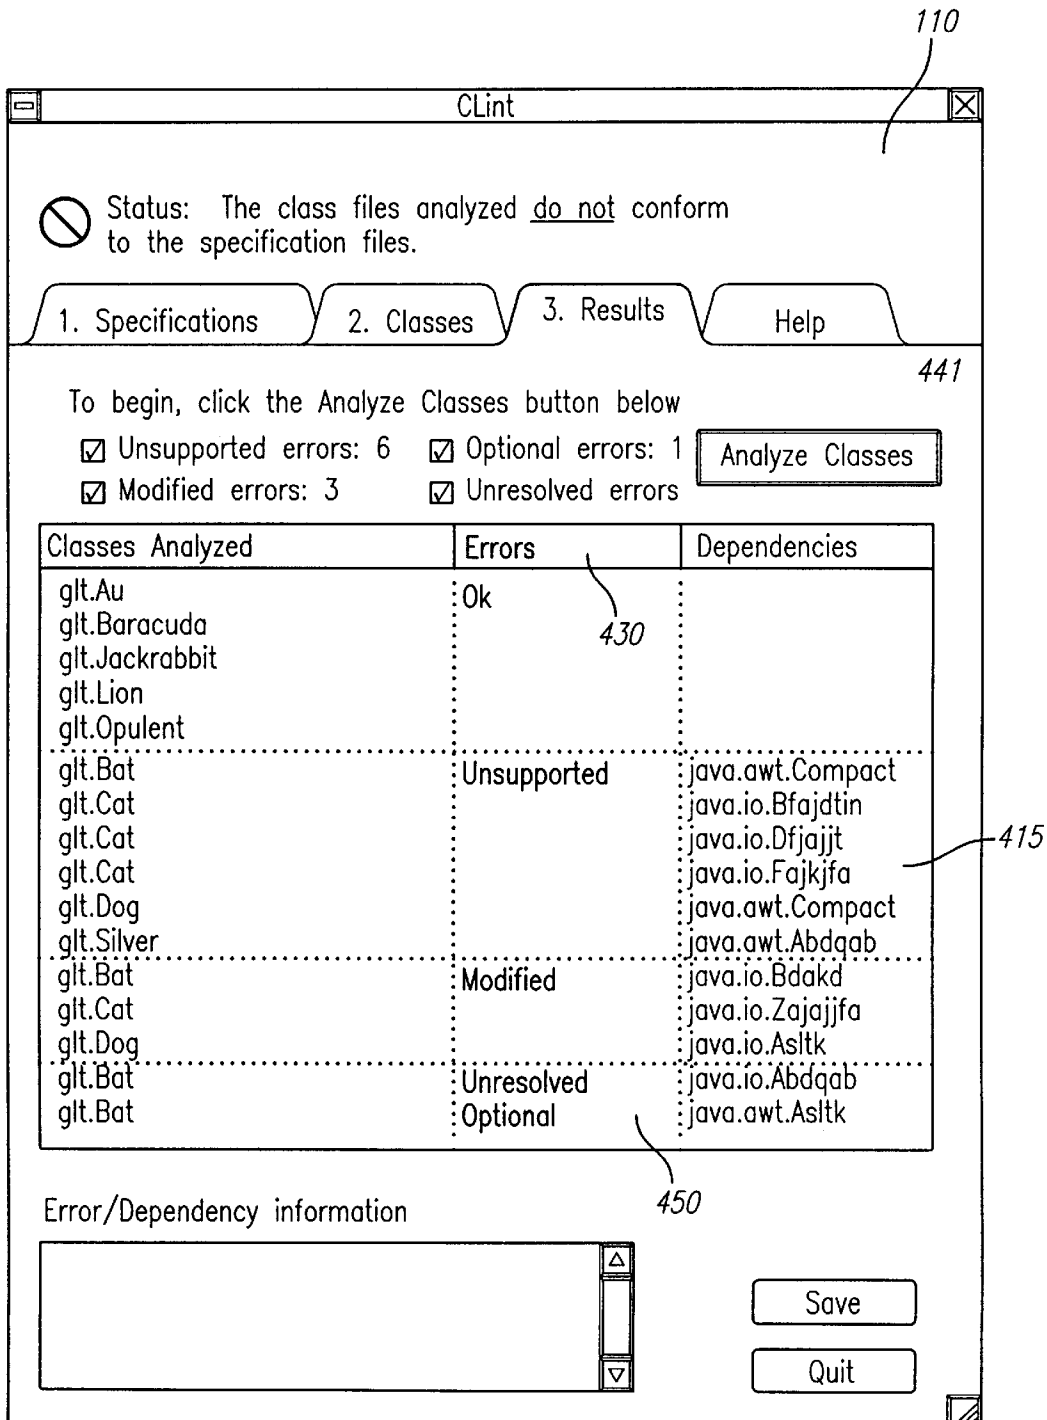 110
CLint
Status: The class files analyzed do not conform
to the specification files.
1. Specifications 2. Classes 3. Results Help
441
To begin, click the Analyze Classes button below
Unsupported errors: 6 Optional errors: 1 Analyze Classes
Modified errors: 3 Unresolved errors
Classes Analyzed Errors Dependencies
glt.Au Ok
glt.Baracuda 430
glt.Jackrabbit
glt.Lion
glt.Opulent
glt.Bat Unsupported java.awt.Compact
glt.Cat java.io.Bfajdtin
glt.Cat java.io.Dfjajjt 415
glt.Cat java.io.Fajkjfa
glt.Dog java.awt.Compact
glt.Silver java.awt.Abdqab
glt.Bat Modified java.io.Bdakd
glt.Cat java.io.Zajajjfa
glt.Dog java.io.Asltk
glt.Bat Unresolved java.io.Abdqab
glt.Bat Optional java.awt.Asltk
450
Error/Dependency information
Save
Quit